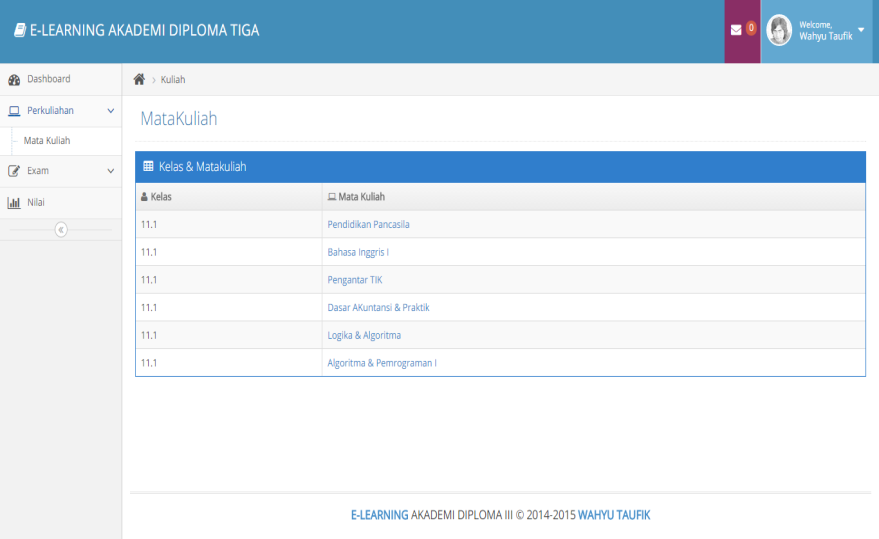 E-LEARNING AKADEMI DIPLOMA TIGA
0
Welcome,
Wahyu Taufik
Dashboard
Perkuliahan
Mata Kuliah
Exam
Nilai
Kuliah
MataKuliah
Kelas & Matakuliah
Kelas Mata Kuliah
11.1 Pendidikan Pancasila
11.1 Bahasa Inggris I
11.1 Pengantar TIK
11.1 Dasar AKuntansi & Praktik
11.1 Logika & Algoritma
11.1 Algoritma & Pemrograman I
E-LEARNING AKADEMI DIPLOMA III © 2014-2015 WAHYU TAUFIK